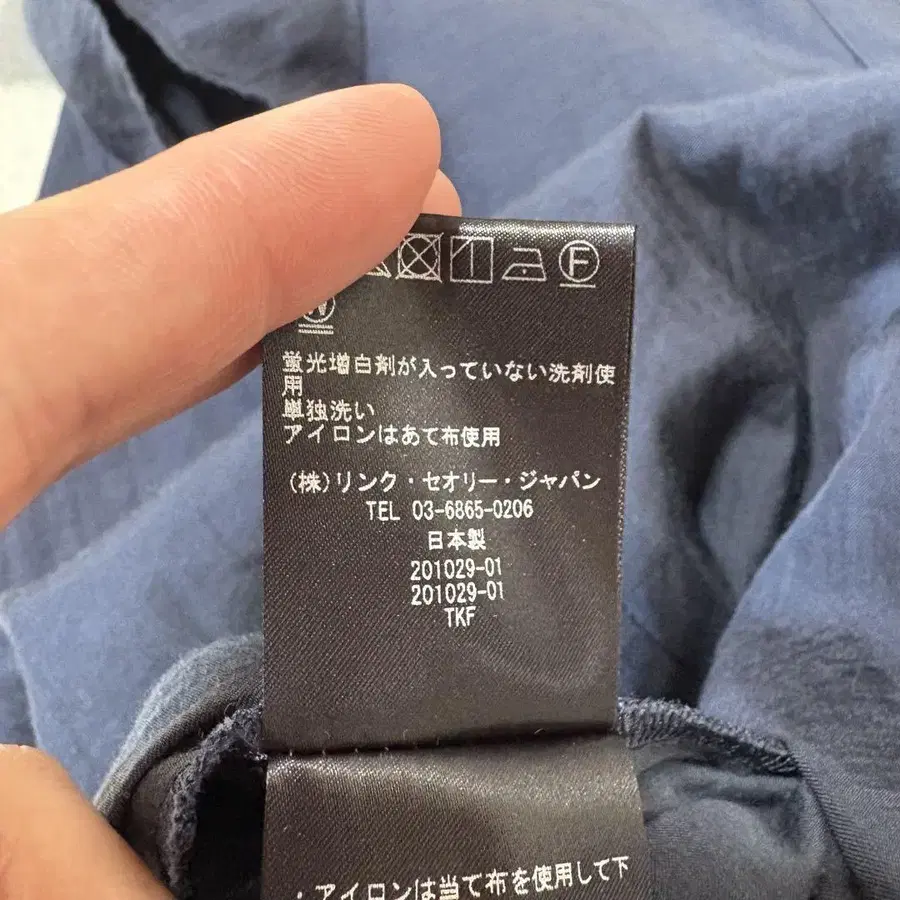 F
W
蛍光増白剤が入っていない洗剤使
用
単独洗い
アイロンはあて布使用
(株)リンク・セオリー・ジャパン
TEL 03-6865-0206
日本製
201029-01
201029-01
TKF
・アイロンは当て布を使用して下